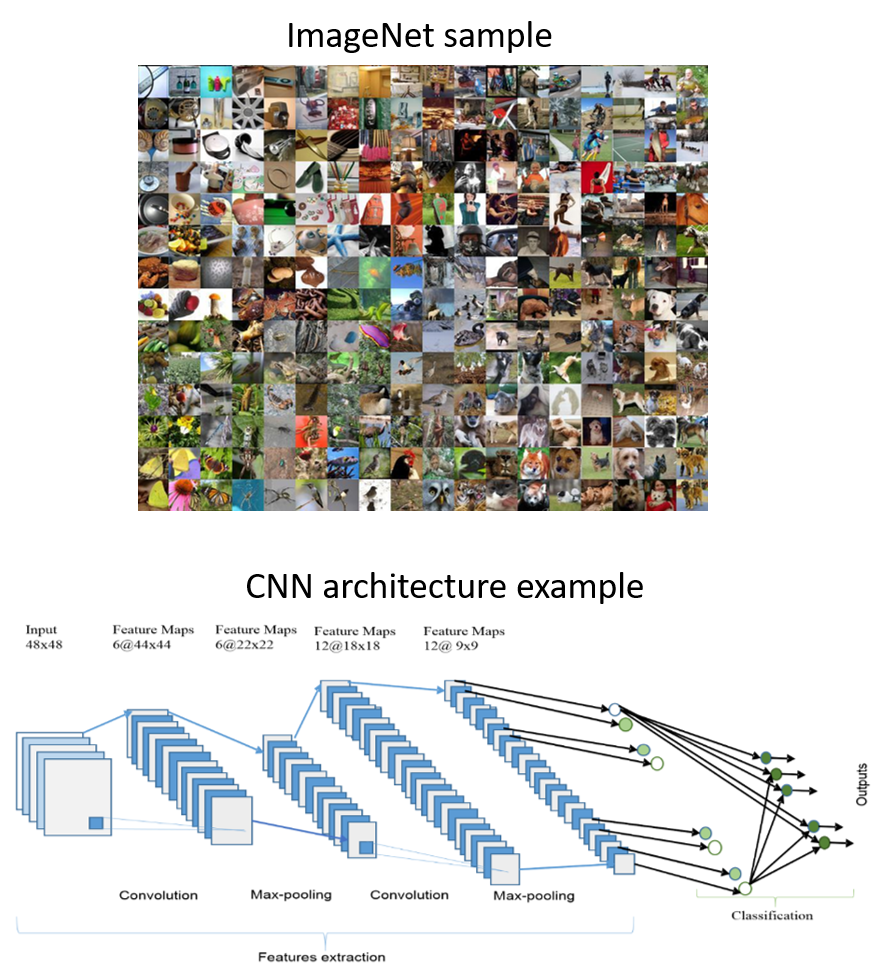 ImageNet sample
CNN architecture example
Input
48x48
Feature Maps
6@44x44
Feature Maps
6@22x22
Feature Maps
12@18x18
Feature Maps
12@ 9x9
Outputs
Convolution
Max-pooling
Convolution
Max-pooling
Classification
Features extraction